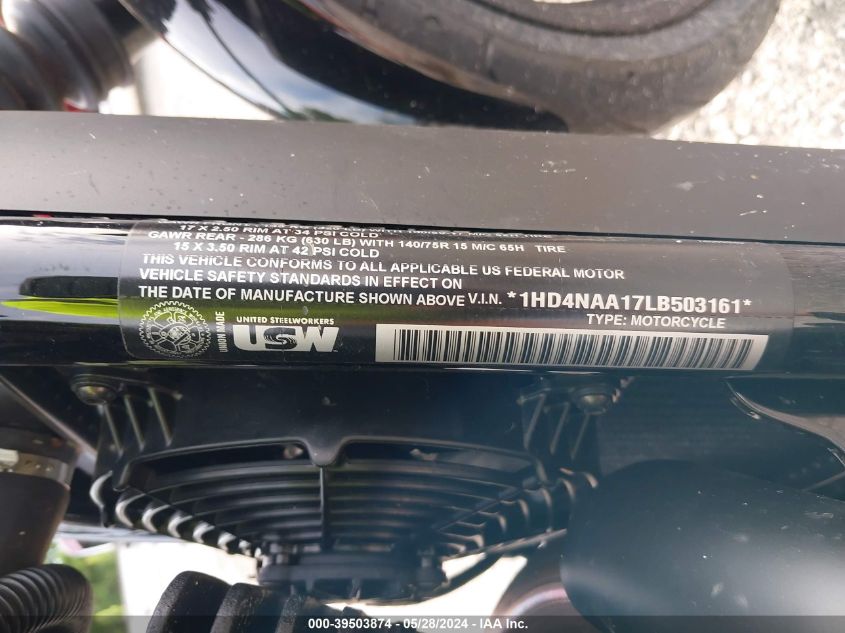 17 X 2.50 RIM AT 34 PSI COLD
GAWR REAR - 286 KG (630 LB) WITH 140/75R 15 M/C 65H TIRE
15 X 3.50 RIM AT 42 PSI COLD
THIS VEHICLE CONFORMS TO ALL APPLICABLE US FEDERAL MOTOR
VEHICLE SAFETY STANDARDS IN EFFECT ON
THE DATE OF MANUFACTURE SHOWN ABOVE V.I.N. *1HD4NAA17LB503161*
TYPE: MOTORCYCLE
UNION MADE
UNITED STEELWORKERS
USW
000-39503874 / 05/28/2024 - IAA Inc.